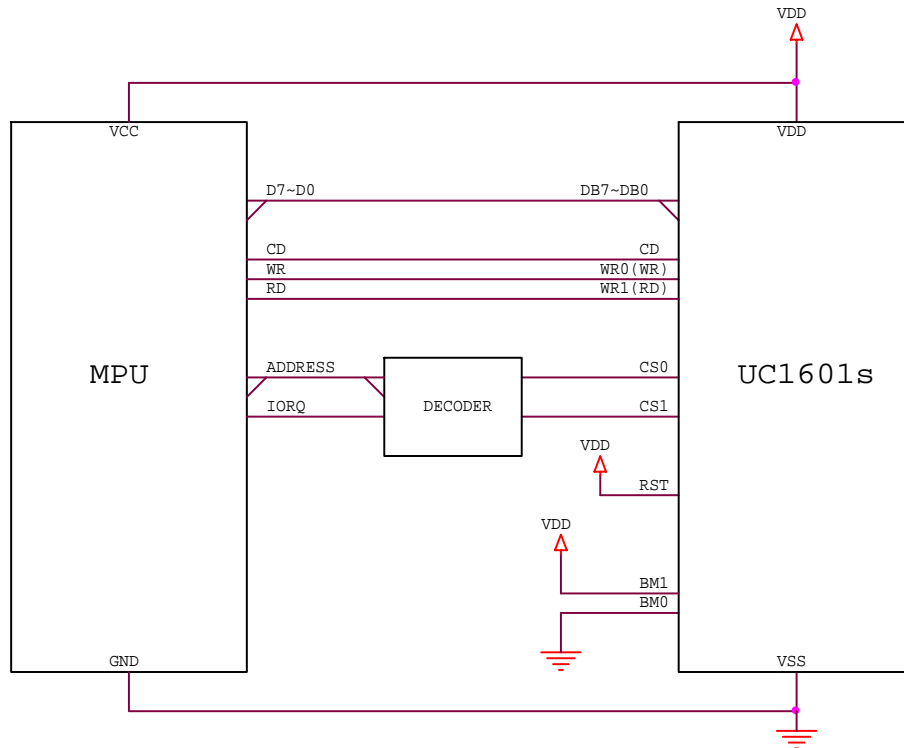 VDD
VCC
VDD
D7~D0
DB7~DB0
CD
CD
WR
WR0(WR)
RD
WR1(RD)
MPU
ADDRESS
CS0
UC1601s
IORQ
DECODER
CS1
VDD
RST
VDD
BM1
BM0
GND
VSS